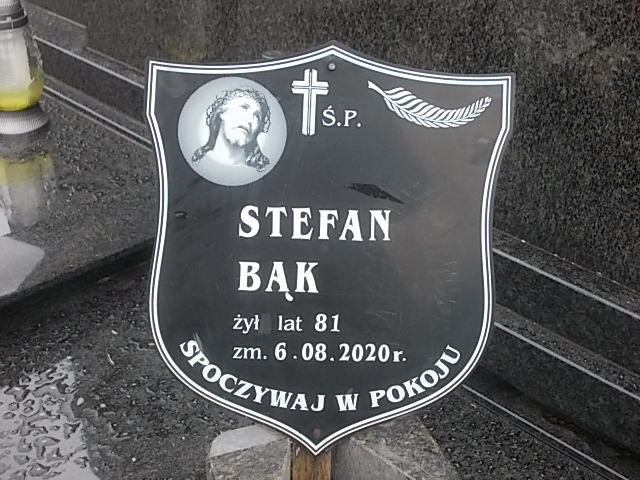 Ś.P.
STEFAN
BĄK
żył lat 81
zm. 6.08.2020 r.
SPOCZYWAJ W POKOJU